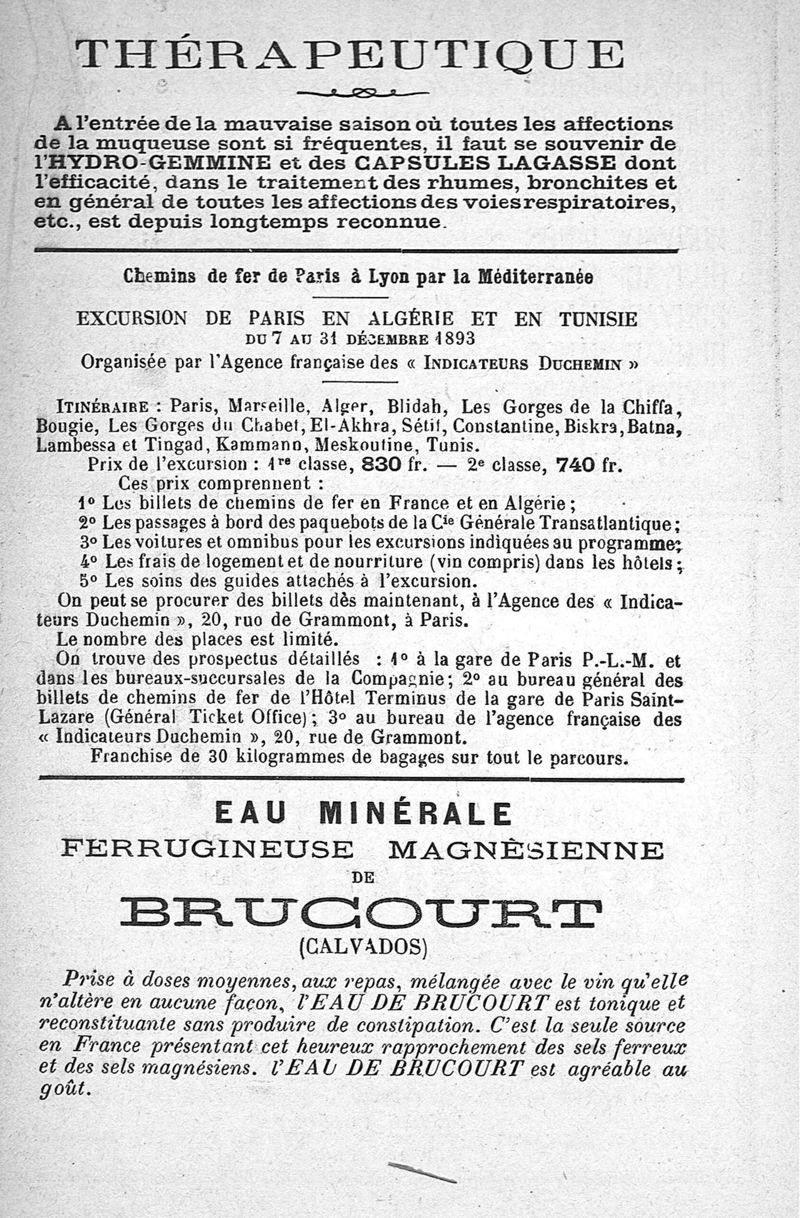 THÉRAPEUTIQUE
A l'entrée de la mauvaise saison où toutes les affections
de la muqueuse sont si fréquentes, il faut se souvenir de
l'HYDRO-GEMMINE et des CAPSULES LAGASSE dont
l'efficacité, dans le traitement des rhumes, bronchites et
en général de toutes les affections des voies respiratoires,
etc., est depuis longtemps reconnue.
Chemins de fer de Paris à Lyon par la Méditerranée
EXCURSION DE PARIS EN ALGÉRIE ET EN TUNISIE
DU 7 AU 31 DÉCEMBRE 1893
Organisée par l'Agence française des « INDICATEURS DUCHEMIN »
ITINÉRAIRE : Paris, Marseille, Alger, Blidah, Les Gorges de la Chiffa,
Bougie, Les Gorges du Chabet, El-Akhra, Sétif, Constantine, Biskra, Batna,
Lambessa et Tingad, Kammann, Meskoutine, Tunis.
Prix de l'excursion : 1re classe, 830 fr. — 2e classe, 740 fr.
Ces prix comprennent :
1° Les billets de chemins de fer en France et en Algérie ;
2° Les passages à bord des paquebots de la Cie Générale Transatlantique ;
3° Les voitures et omnibus pour les excursions indiquées au programme;
4° Les frais de logement et de nourriture (vin compris) dans les hôtels ;
5° Les soins des guides attachés à l'excursion.
On peut se procurer des billets dès maintenant, à l'Agence des « Indica-
teurs Duchemin », 20, rue de Grammont, à Paris.
Le nombre des places est limité.
On trouve des prospectus détaillés : 1° à la gare de Paris P.-L.-M. et
dans les bureaux-succursales de la Compagnie ; 2° au bureau général des
billets de chemins de fer de l'Hôtel Terminus de la gare de Paris Saint-
Lazare (Général Ticket Office) ; 3° au bureau de l'agence française des
« Indicateurs Duchemin », 20, rue de Grammont.
Franchise de 30 kilogrammes de bagages sur tout le parcours.
EAU MINÉRALE
FERRUGINEUSE MAGNÈSIENNE
DE
BRUCOURT
(CALVADOS)
Prise à doses moyennes, aux repas, mélangée avec le vin qu'elle
n'altère en aucune façon, l'EAU DE BRUCOURT est tonique et
reconstituante sans produire de constipation. C'est la seule source
en France présentant cet heureux rapprochement des sels ferreux
et des sels magnésiens. l'EAU DE BRUCOURT est agréable au
goût.